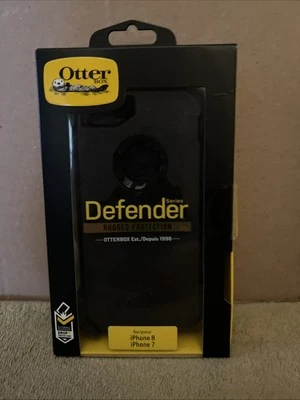 Otter
BOX
Series
Defender
RUGGED PROTECTION
OTTERBOX Est./Depuis 1998
iPhone 8
iPhone 7